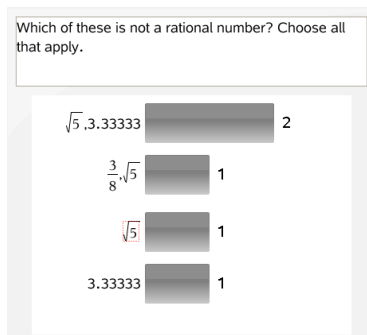 Which of these is not a rational number? Choose all
that apply.
√5,3.33333 2
3/8,√5 1
√5 1
3.33333 1